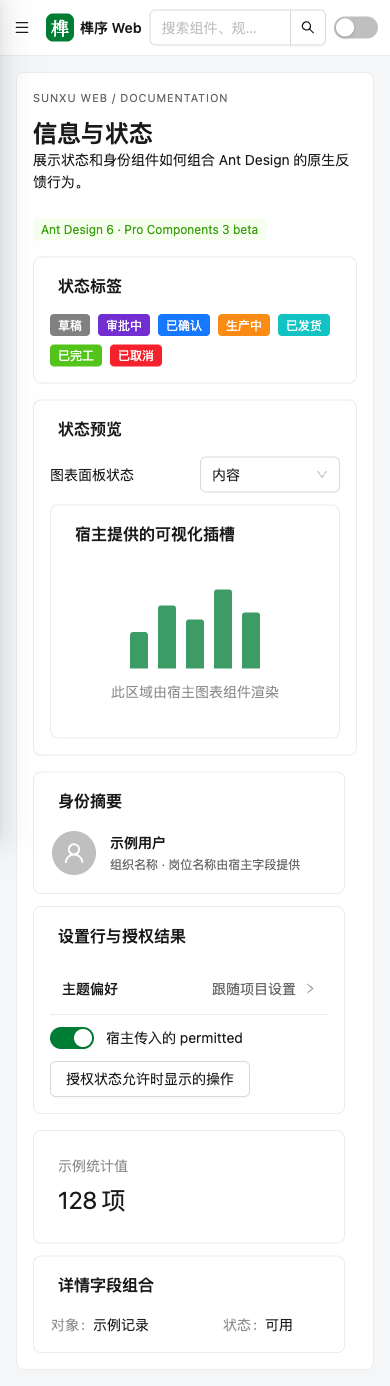 榫 榫序 Web 搜索组件、规...
SUNXU WEB / DOCUMENTATION
信息与状态
展示状态和身份组件如何组合 Ant Design 的原生反
馈行为。
Ant Design 6 · Pro Components 3 beta
状态标签
草稿 审批中 已确认 生产中 已发货
已完工 已取消
状态预览
图表面板状态 内容
宿主提供的可视化插槽
此区域由宿主图表组件渲染
身份摘要
示例用户
组织名称 · 岗位名称由宿主字段提供
设置行与授权结果
主题偏好 跟随项目设置
宿主传入的 permitted
授权状态允许时显示的操作
示例统计值
128 项
详情字段组合
对象: 示例记录 状态: 可用